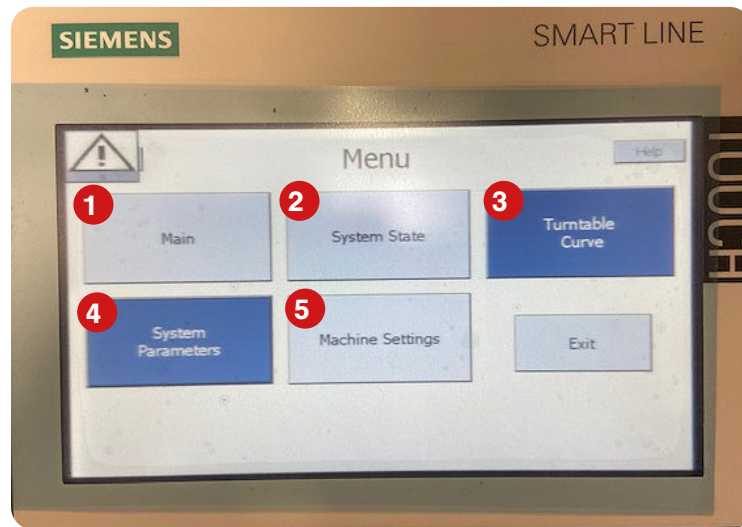 SIEMENS
SMART LINE
TOUCH
Menu
Help
1
Main
2
System State
3
Turntable
Curve
4
System
Parameters
5
Machine Settings
Exit